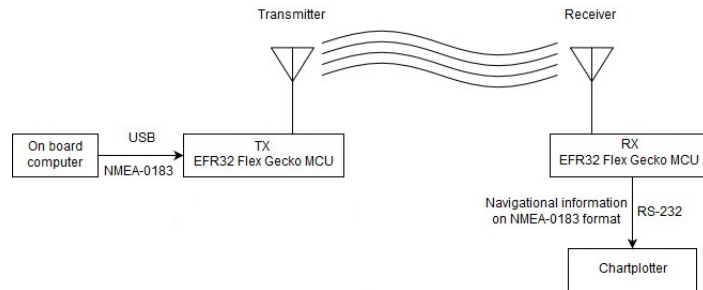 Transmitter
Receiver
On board
computer
USB
NMEA-0183
TX
EFR32 Flex Gecko MCU
RX
EFR32 Flex Gecko MCU
Navigational information
on NMEA-0183 format
RS-232
Chartplotter